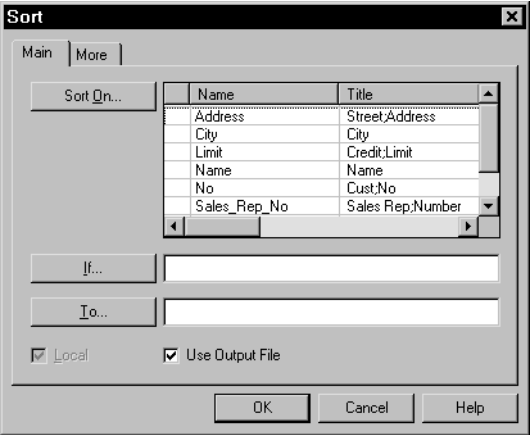 Sort
Main More
Sort On... Name Title
Address Street;Address
City City
Limit Credit;Limit
Name Name
No Cust;No
Sales_Rep_No Sales Rep;Number
If...
To...
Local Use Output File
OK Cancel Help